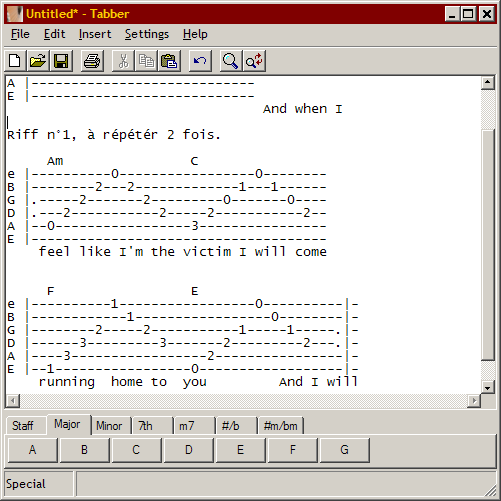 Untitled* - Tabber
File Edit Insert Settings Help
A |----------------------------
E |----------------------------
                                And when I
Riff n°1, à répétér 2 fois.
     Am                C
e |----------0-----------------0--------
B |--------2---2-------------1---1------
G |.-----2-------2---------0-------0----
D |.---2-----------2-----2-----------2--
A |--0-----------------3----------------
E |-------------------------------------
    feel like I'm the victim I will come
     F                 E
e |----------1-----------------0----------|-
B |------------1-----------------0--------|-
G |--------2-----2-----------1-----1-----.|-
D |------3---------3-------2---------2---.|-
A |----3-----------------2----------------|-
E |--1-----------------0------------------|-
    running  home to  you         And I will
Staff Major Minor 7th m7 #/b #m/bm
A B C D E F G
Special